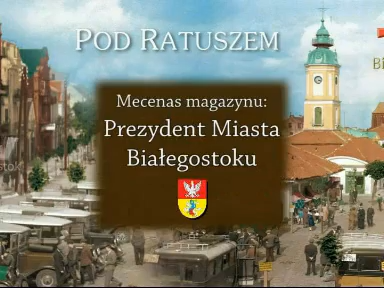 POD RATUSZEM
Mecenas magazynu:
Prezydent Miasta
Białegostoku